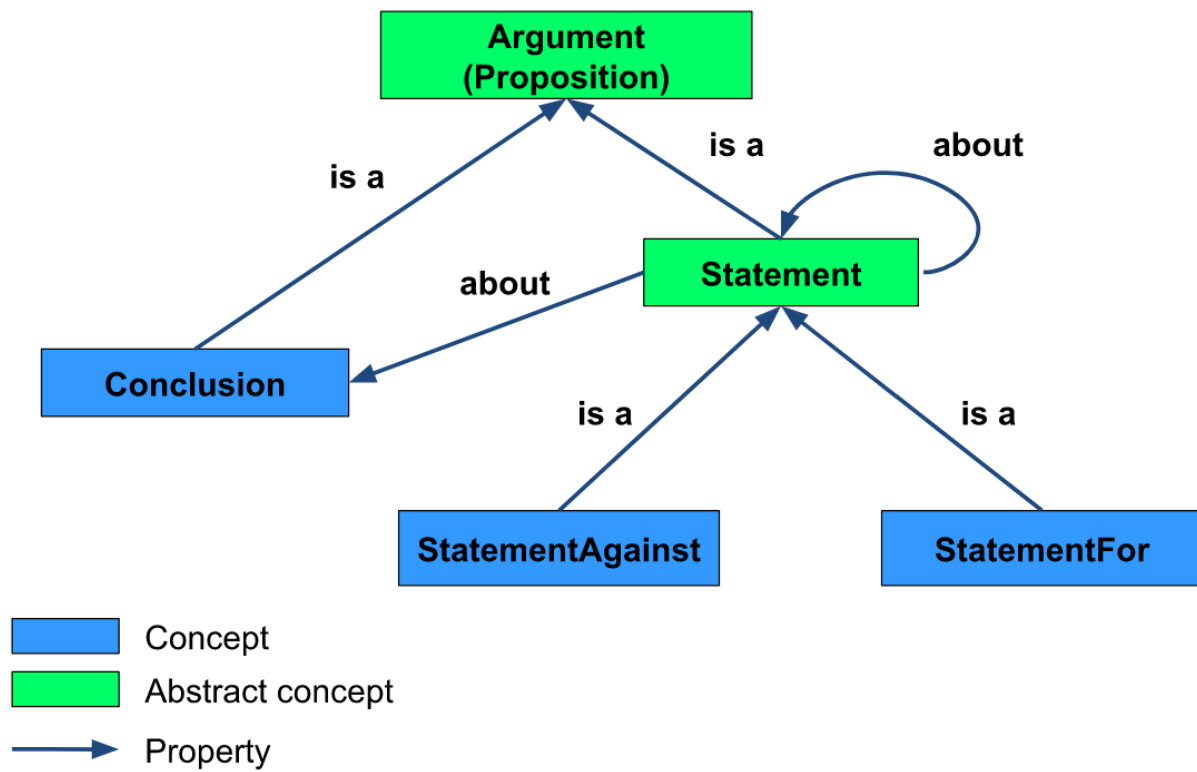 Argument
(Proposition)
is a
is a
about
about
Statement
Conclusion
is a
is a
StatementAgainst
StatementFor
Concept
Abstract concept
Property